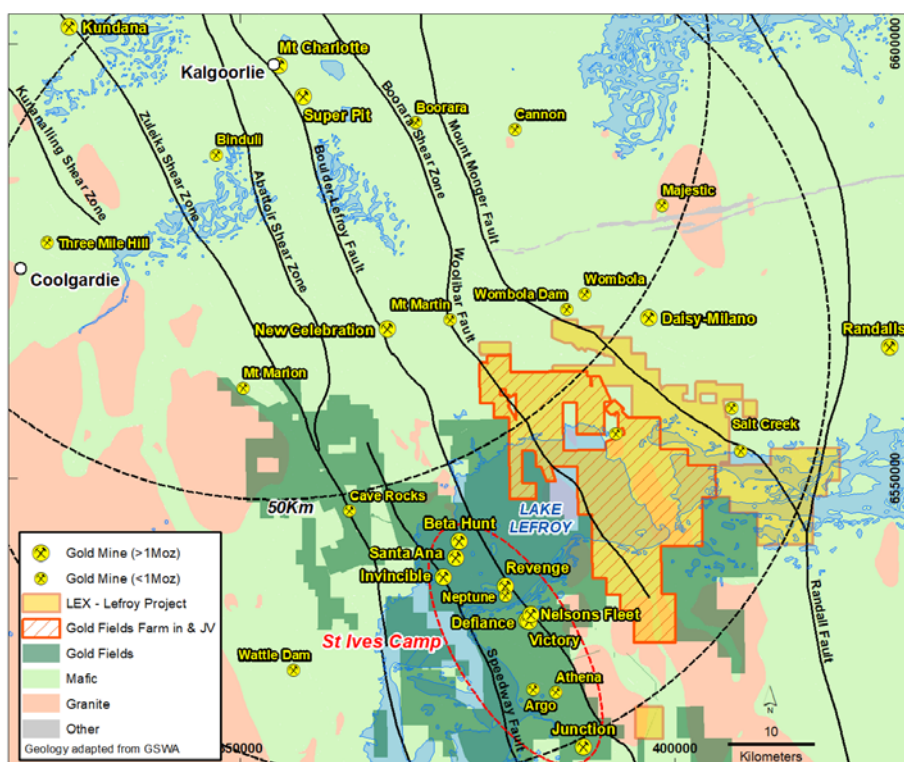 Kundana
Mt Charlotte
Kalgoorlie
6600000
Super Pit
Boorara
Cannon
Kunanalling Shear Zone
Zuleika Shear Zone
Binduli
Abattoir Shear Zone
Boulder-Lefroy Fault
Boorara Shear Zone
Mount Monger Fault
Majestic
Three Mile Hill
Coolgardie
Woolibar Fault
Wombola
Mt Martin
Wombola Dam
Daisy-Milano
New Celebration
Randalls
Mt Marion
Salt Creek
6550000
50Km
Cave Rocks
LAKE
LEFROY
Beta Hunt
Santa Ana
Invincible
Revenge
Neptune
Nelsons Fleet
Defiance
Victory
St Ives Camp
Randall Fault
Wattle Dam
Speedway Fault
Athena
Argo
Junction
Gold Mine (>1Moz)
Gold Mine (<1Moz)
LEX - Lefroy Project
Gold Fields Farm in & JV
Gold Fields
Mafic
Granite
Other
Geology adapted from GSWA
400000
N
10
Kilometers